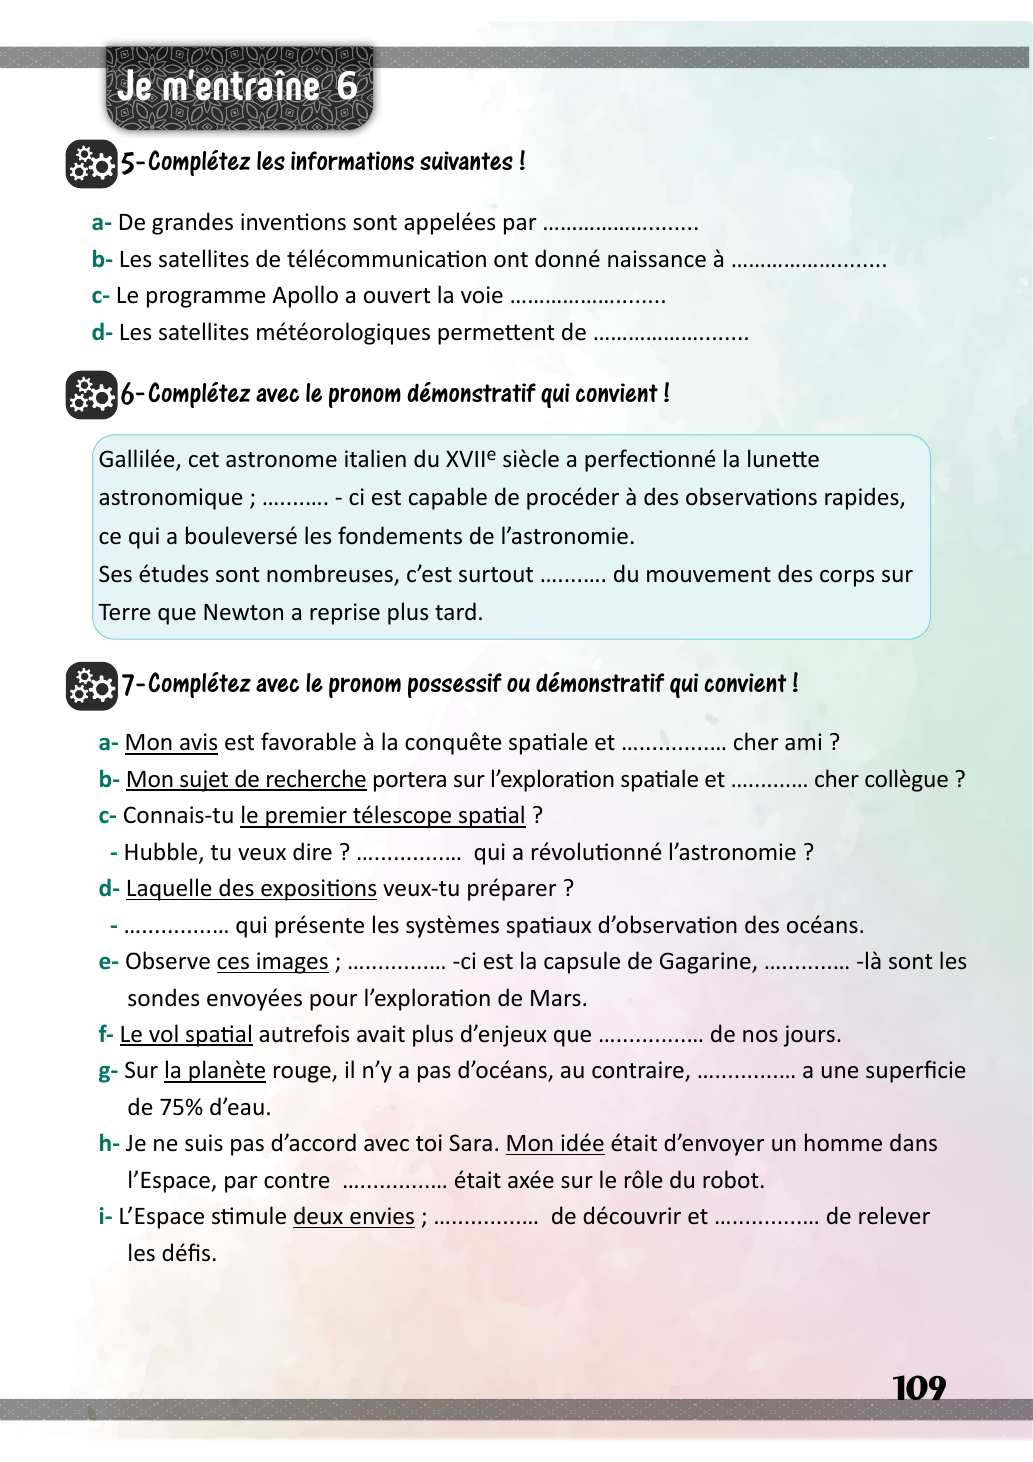 Je m'entraîne 6
5- Complétez les informations suivantes !
a- De grandes inventions sont appelées par ..........................
b- Les satellites de télécommunication ont donné naissance à ..........................
c- Le programme Apollo a ouvert la voie ..........................
d- Les satellites météorologiques permettent de ..........................
6- Complétez avec le pronom démonstratif qui convient !
Gallilée, cet astronome italien du XVIIe siècle a perfectionné la lunette
astronomique ; ........... - ci est capable de procéder à des observations rapides,
ce qui a bouleversé les fondements de l'astronomie.
Ses études sont nombreuses, c'est surtout ........... du mouvement des corps sur
Terre que Newton a reprise plus tard.
7- Complétez avec le pronom possessif ou démonstratif qui convient !
a- Mon avis est favorable à la conquête spatiale et .................. cher ami ?
b- Mon sujet de recherche portera sur l'exploration spatiale et ............. cher collègue ?
c- Connais-tu le premier télescope spatial ?
- Hubble, tu veux dire ? .................. qui a révolutionné l'astronomie ?
d- Laquelle des expositions veux-tu préparer ?
- .................. qui présente les systèmes spatiaux d'observation des océans.
e- Observe ces images ; ................. -ci est la capsule de Gagarine, ............... -là sont les
sondes envoyées pour l'exploration de Mars.
f- Le vol spatial autrefois avait plus d'enjeux que .................. de nos jours.
g- Sur la planète rouge, il n'y a pas d'océans, au contraire, ................. a une superficie
de 75% d'eau.
h- Je ne suis pas d'accord avec toi Sara. Mon idée était d'envoyer un homme dans
l'Espace, par contre .................. était axée sur le rôle du robot.
i- L'Espace stimule deux envies ; .................. de découvrir et .................. de relever
les défis.
109